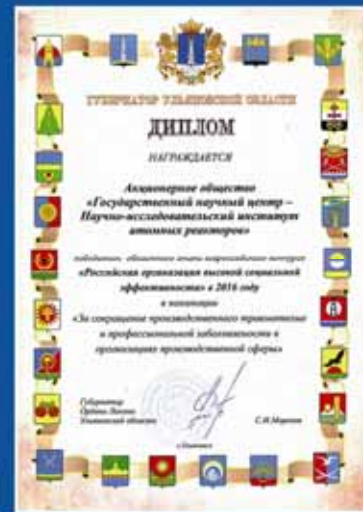 ГУБЕРНАТОР УЛЬЯНОВСКОЙ ОБЛАСТИ
ДИПЛОМ
НАГРАЖДАЕТСЯ
Акционерное общество
«Государственный научный центр –
Научно-исследовательский институт
атомных реакторов»
победитель областного этапа всероссийского конкурса
«Российская организация высокой социальной
эффективности» в 2016 году
в номинации
«За сокращение производственного травматизма
и профессиональной заболеваемости в
организациях производственной сферы»
Губернатор
Ульяновской области
С.И.Морозов
г.Ульяновск